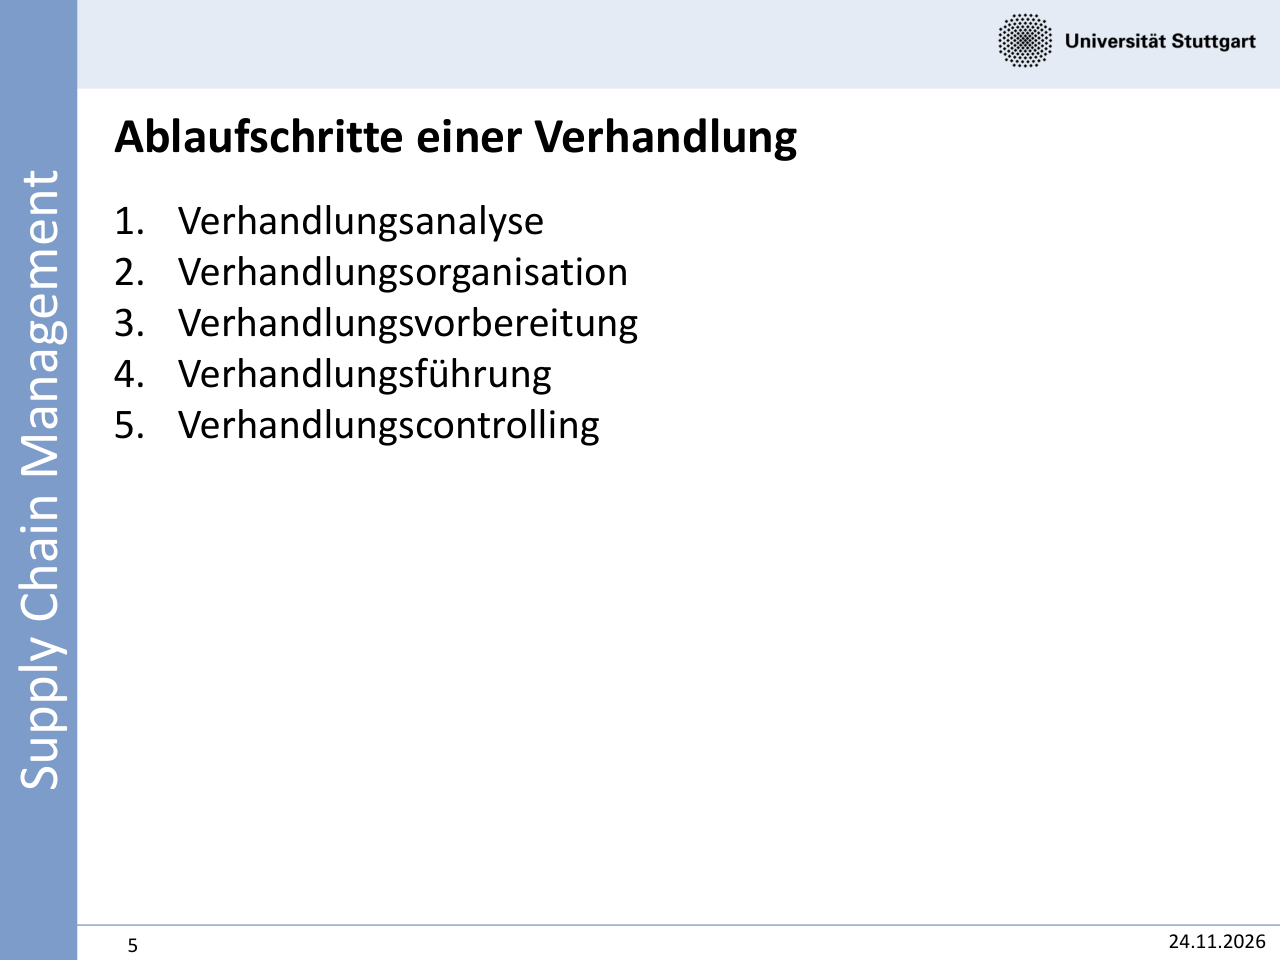 Universität Stuttgart
Supply Chain Management
Ablaufschritte einer Verhandlung
1. Verhandlungsanalyse
2. Verhandlungsorganisation
3. Verhandlungsvorbereitung
4. Verhandlungsführung
5. Verhandlungscontrolling
5
24.11.2026